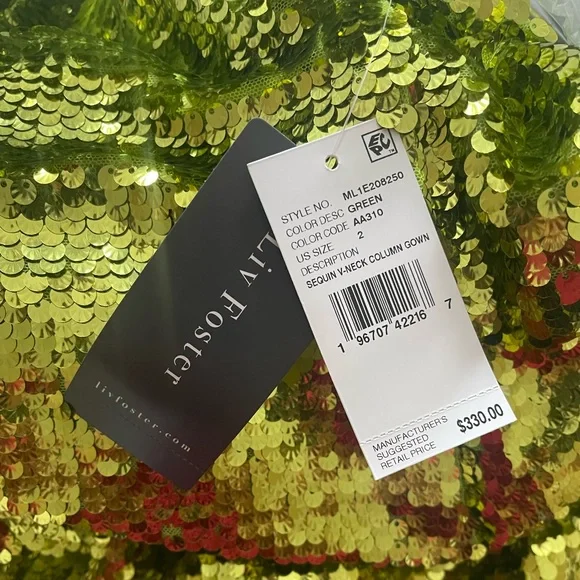 Liv Foster
livfoster.com
EPC
STYLE NO. ML1E208250
COLOR DESC GREEN
COLOR CODE AA310
US SIZE 2
DESCRIPTION
SEQUIN V-NECK COLUMN GOWN
1 96707 42216 7
MANUFACTURER'S
SUGGESTED
RETAIL PRICE
$330.00